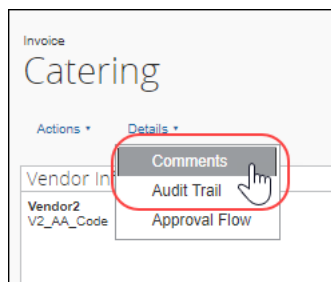 Invoice
Catering
Actions Details
Comments
Vendor In
Audit Trail
Vendor2
V2_AA_Code
Approval Flow